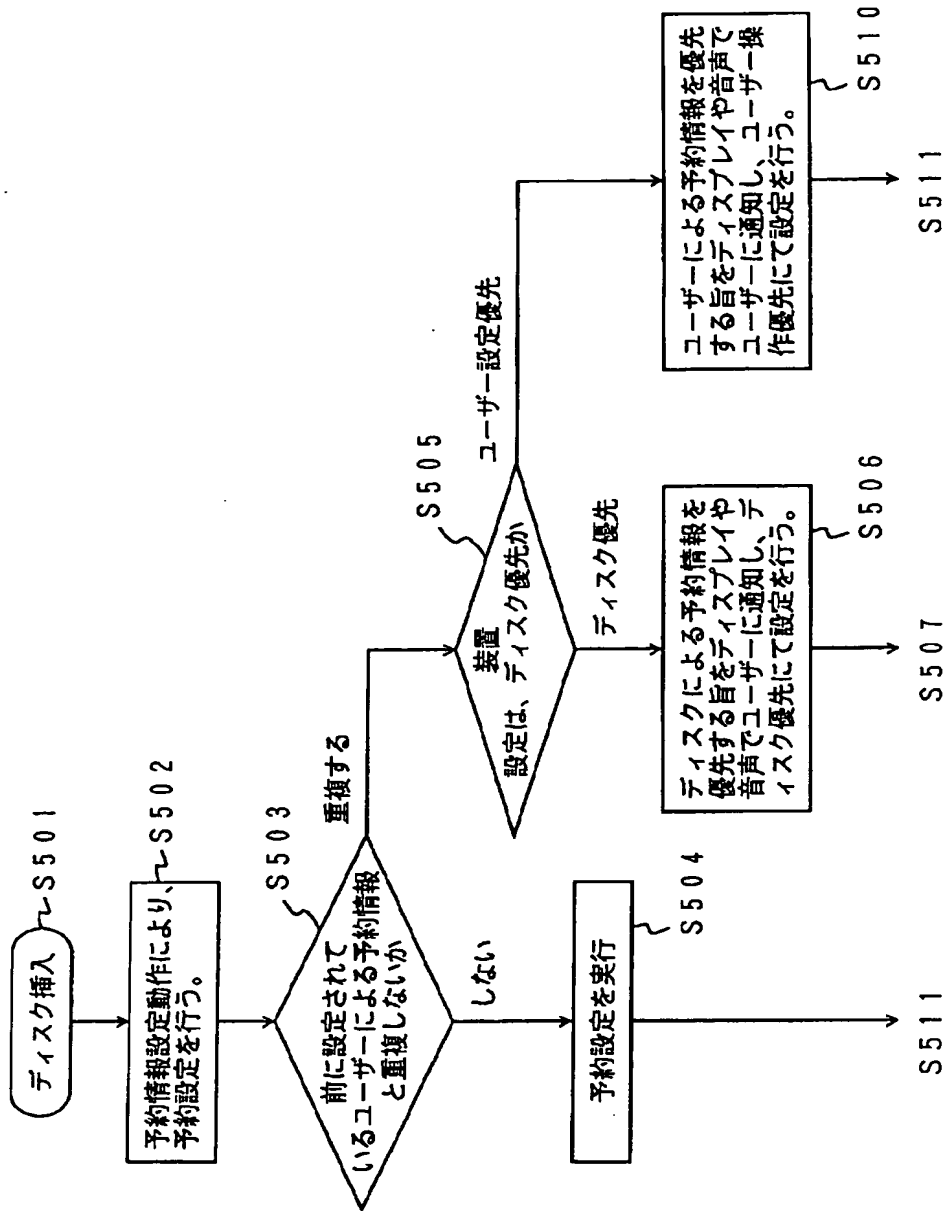 ディスク挿入
S501
予約情報設定動作により、
予約設定を行う。
S502
前に設定されて
いるユーザーによる予約情報
と重複しないか
S503
重複する
しない
予約設定を実行
S504
S511
装置
設定は、ディスク優先か
S505
ユーザー設定優先
ディスク優先
ディスクによる予約情報を
優先する旨をディスプレイや
音声でユーザーに通知し、デ
ィスク優先にて設定を行う。
S506
S507
ユーザーによる予約情報を優先
する旨をディスプレイや音声で
ユーザーに通知し、ユーザー操
作優先にて設定を行う。
S510
S511